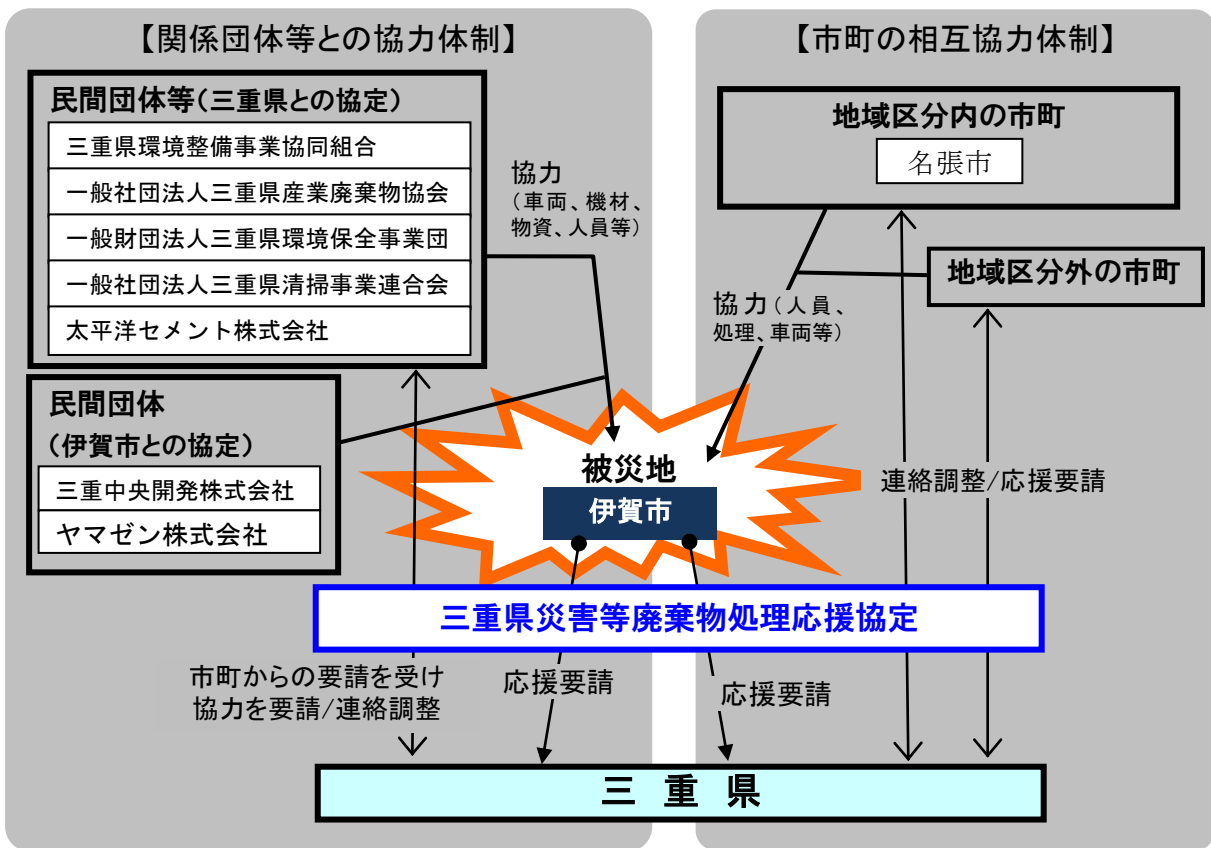 【関係団体等との協力体制】
民間団体等(三重県との協定)
三重県環境整備事業協同組合
一般社団法人三重県産業廃棄物協会
一般財団法人三重県環境保全事業団
一般社団法人三重県清掃事業連合会
太平洋セメント株式会社
協力
(車両、機材、
物資、人員等)
民間団体
(伊賀市との協定)
三重中央開発株式会社
ヤマゼン株式会社
【市町の相互協力体制】
地域区分内の市町
名張市
地域区分外の市町
協力(人員、
処理、車両等)
被災地
伊賀市
連絡調整/応援要請
三重県災害等廃棄物処理応援協定
市町からの要請を受け
協力を要請/連絡調整
応援要請
応援要請
三 重 県